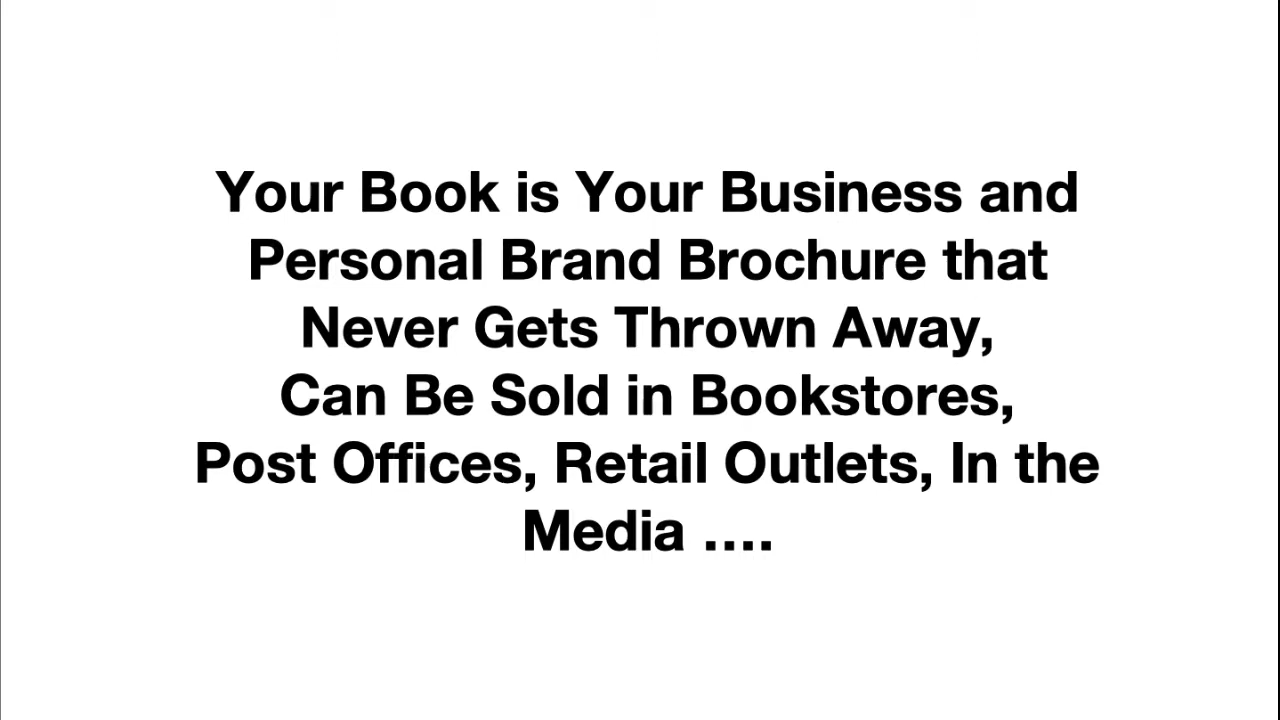 Your Book is Your Business and
Personal Brand Brochure that
Never Gets Thrown Away,
Can Be Sold in Bookstores,
Post Offices, Retail Outlets, In the
Media ....